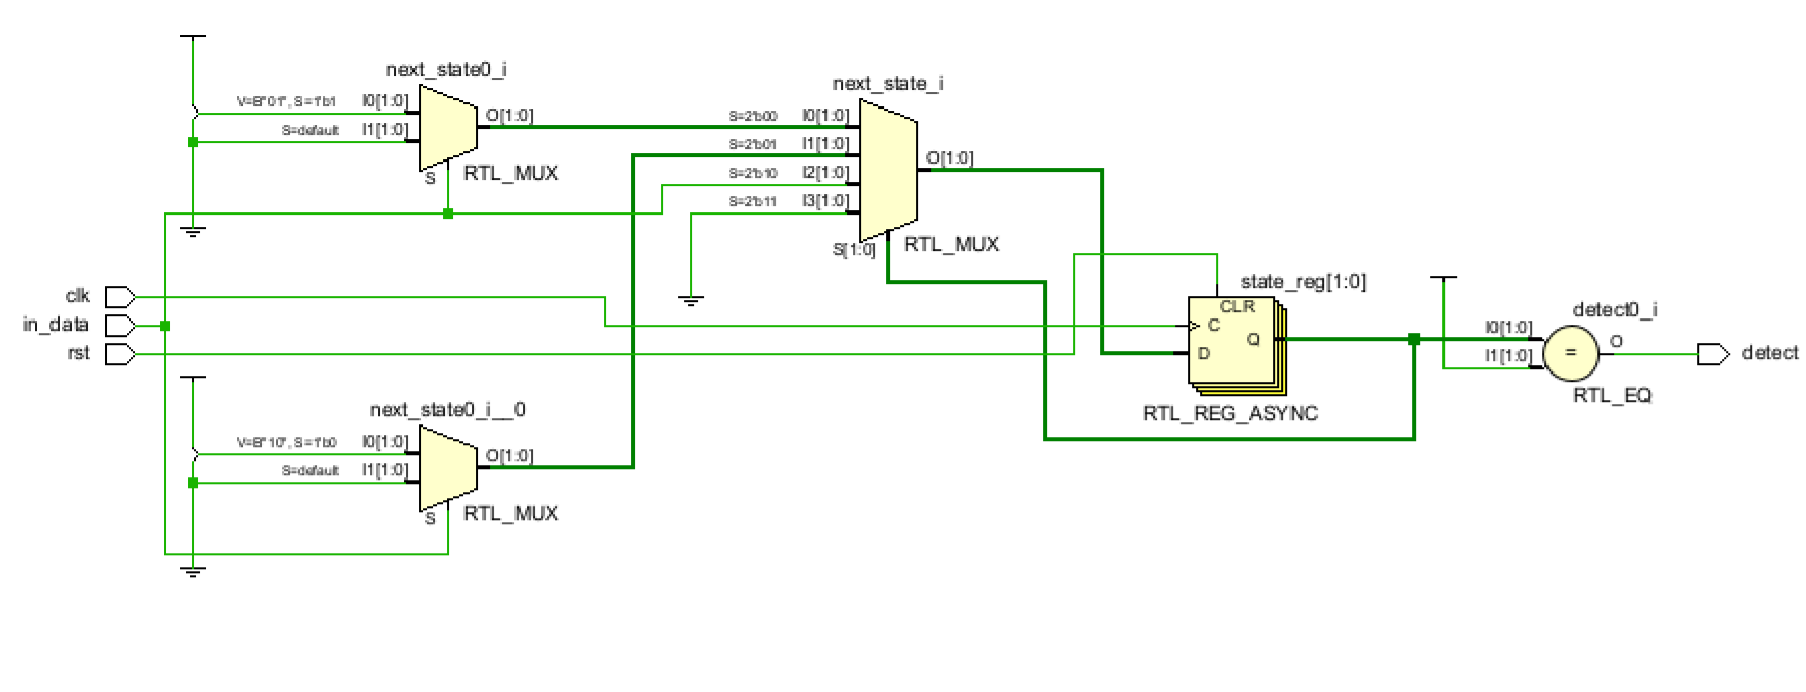 next_state0_i
V=B"01", S=1'b1 I0[1:0]
S=default I1[1:0]
O[1:0]
S
RTL_MUX
next_state_i
S=2'b00 I0[1:0]
S=2'b01 I1[1:0]
S=2'b10 I2[1:0]
S=2'b11 I3[1:0]
O[1:0]
S[1:0]
RTL_MUX
clk
in_data
rst
state_reg[1:0]
CLR
C
D
Q
RTL_REG_ASYNC
detect0_i
I0[1:0]
I1[1:0]
=
O
RTL_EQ
detect
next_state0_i__0
V=B"10", S=1'b0 I0[1:0]
S=default I1[1:0]
O[1:0]
S
RTL_MUX